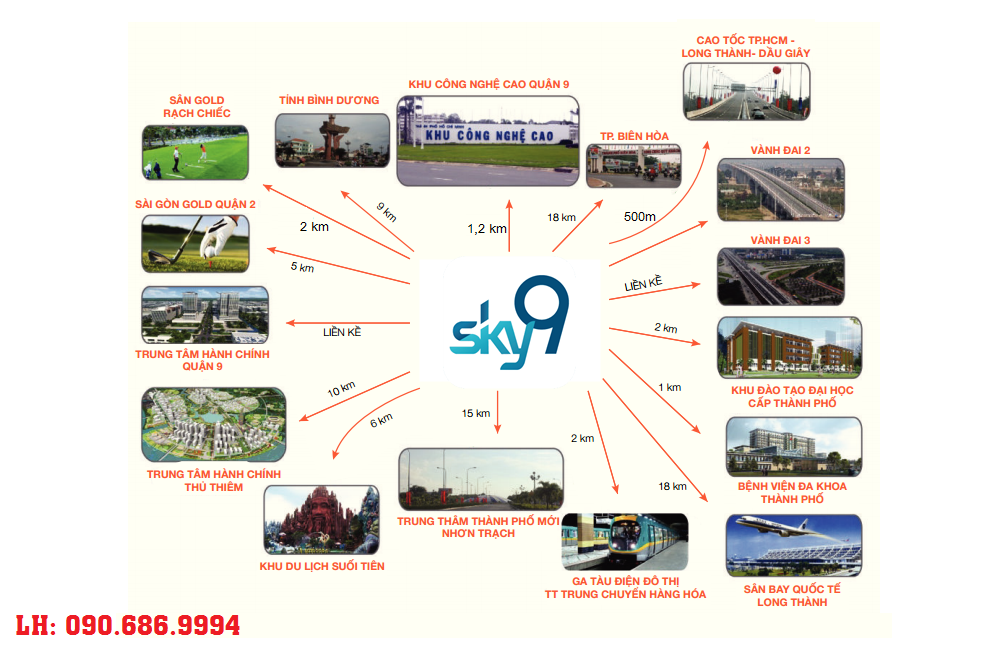 CAO TỐC TP.HCM -
LONG THÀNH- DẦU GIÂY
KHU CÔNG NGHỆ CAO QUẬN 9
SÂN GOLD
RẠCH CHIẾC
TỈNH BÌNH DƯƠNG
KHU CÔNG NGHỆ CAO
TP. BIÊN HÒA
VÀNH ĐAI 2
SÀI GÒN GOLD QUẬN 2
2 km
9 km
1,2 km
18 km
500m
VÀNH ĐAI 3
5 km
LIỀN KỀ
sky9
LIỀN KỀ
2 km
TRUNG TÂM HÀNH CHÍNH
QUẬN 9
KHU ĐÀO TẠO ĐẠI HỌC
CẤP THÀNH PHỐ
10 km
6 km
15 km
2 km
1 km
18 km
TRUNG TÂM HÀNH CHÍNH
THỦ THIÊM
BỆNH VIỆN ĐA KHOA
THÀNH PHỐ
TRUNG THÂM THÀNH PHỐ MỚI
NHƠN TRẠCH
KHU DU LỊCH SUỐI TIÊN
GA TÀU ĐIỆN ĐÔ THỊ
TT TRUNG CHUYỂN HÀNG HÓA
SÂN BAY QUỐC TẾ
LONG THÀNH
LH: 090.686.9994